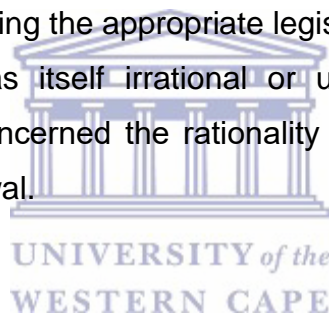 ing the appropriate legis
as itself irrational or u
ncerned the rationality
val.
UNIVERSITY of the
WESTERN CAPE